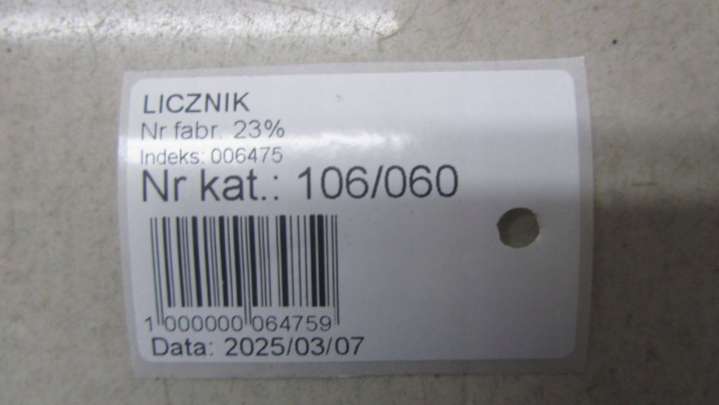 LICZNIK
Nr fabr. 23%
Indeks: 006475
Nr kat.: 106/060
1 000000 064759
Data: 2025/03/07